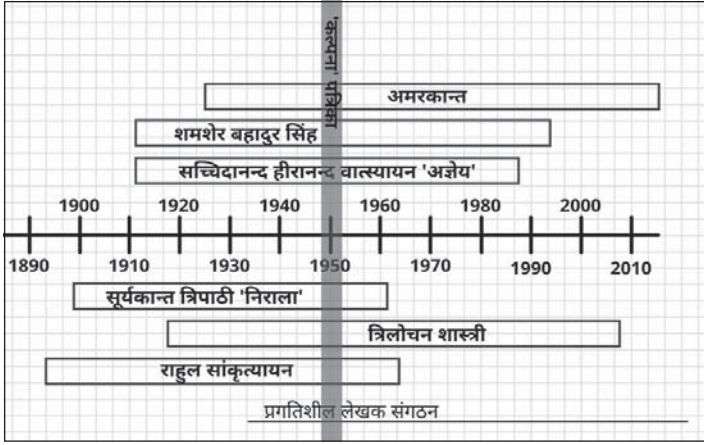 'कल्पना' पत्रिका
अमरकान्त
शमशेर बहादुर सिंह
सच्चिदानन्द हीरानन्द वात्स्यायन 'अज्ञेय'
1900 1920 1940 1960 1980 2000
1890 1910 1930 1950 1970 1990 2010
सूर्यकान्त त्रिपाठी 'निराला'
त्रिलोचन शास्त्री
राहुल सांकृत्यायन
प्रगतिशील लेखक संगठन